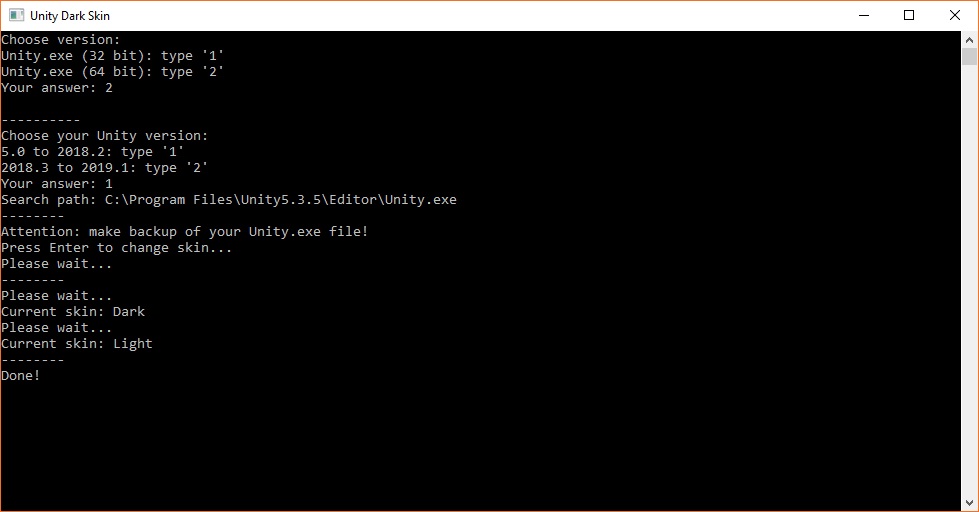 Unity Dark Skin
Choose version:
Unity.exe (32 bit): type '1'
Unity.exe (64 bit): type '2'
Your answer: 2
----------
Choose your Unity version:
5.0 to 2018.2: type '1'
2018.3 to 2019.1: type '2'
Your answer: 1
Search path: C:\Program Files\Unity5.3.5\Editor\Unity.exe
--------
Attention: make backup of your Unity.exe file!
Press Enter to change skin...
Please wait...
--------
Please wait...
Current skin: Dark
Please wait...
Current skin: Light
--------
Done!